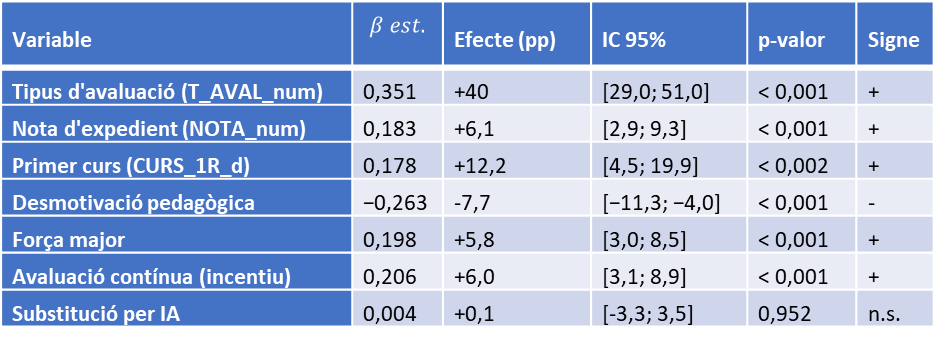 Variable β est. Efecte (pp) IC 95% p-valor Signe
Tipus d'avaluació (T_AVAL_num) 0,351 +40 [29,0; 51,0] < 0,001 +
Nota d'expedient (NOTA_num) 0,183 +6,1 [2,9; 9,3] < 0,001 +
Primer curs (CURS_1R_d) 0,178 +12,2 [4,5; 19,9] < 0,002 +
Desmotivació pedagògica −0,263 -7,7 [−11,3; −4,0] < 0,001 -
Força major 0,198 +5,8 [3,0; 8,5] < 0,001 +
Avaluació contínua (incentiu) 0,206 +6,0 [3,1; 8,9] < 0,001 +
Substitució per IA 0,004 +0,1 [-3,3; 3,5] 0,952 n.s.